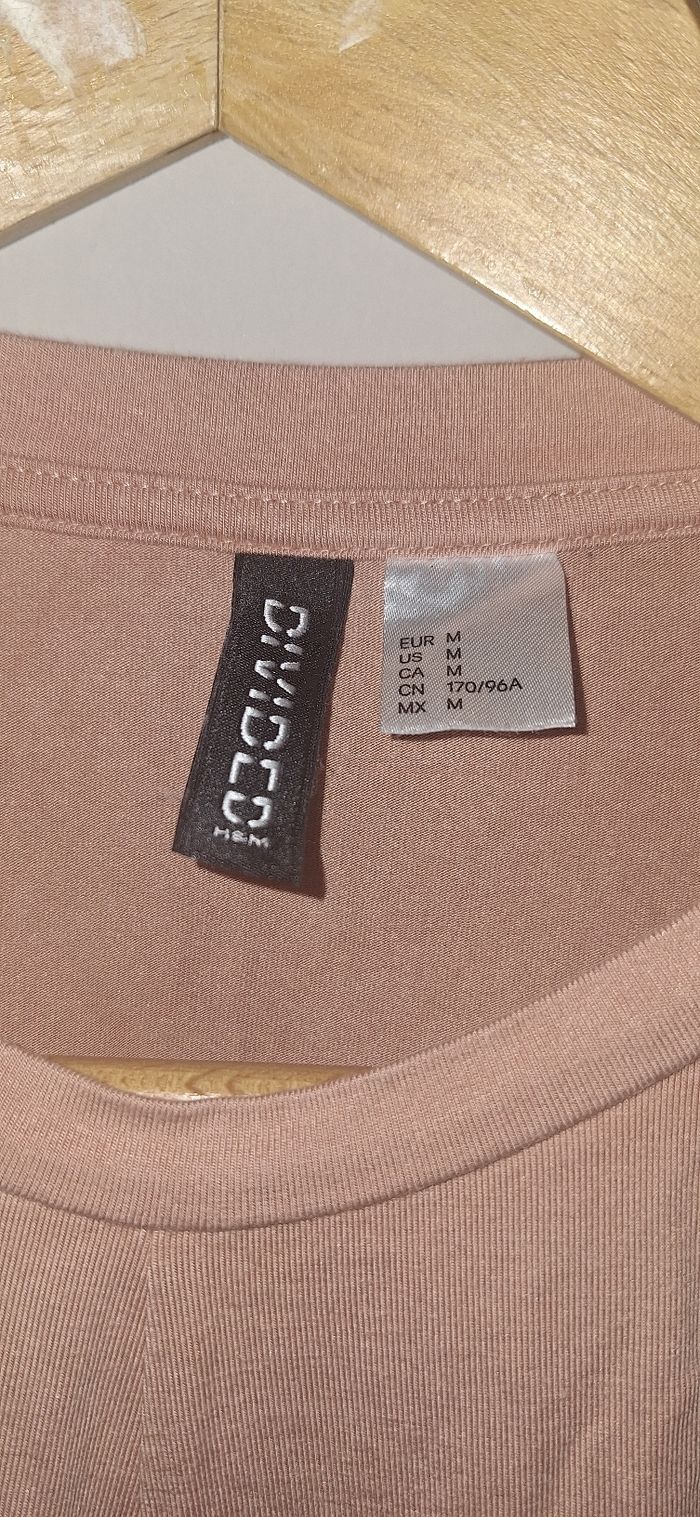 DIVIDED
H&M
EUR M
US M
CA M
CN 170/96A
MX M